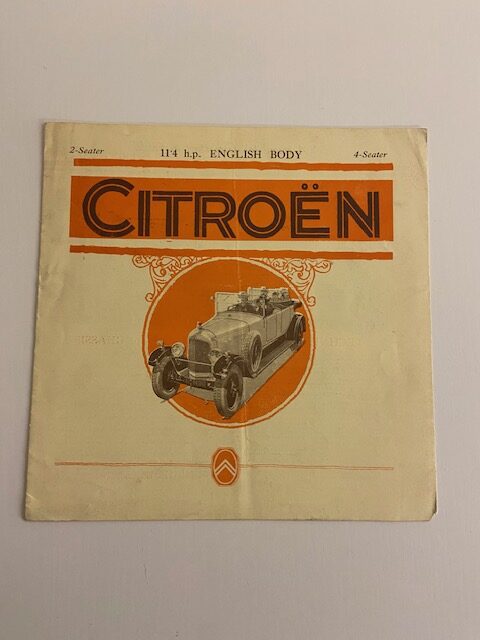 2-Seater 11·4 h.p. ENGLISH BODY 4-Seater
CITROËN